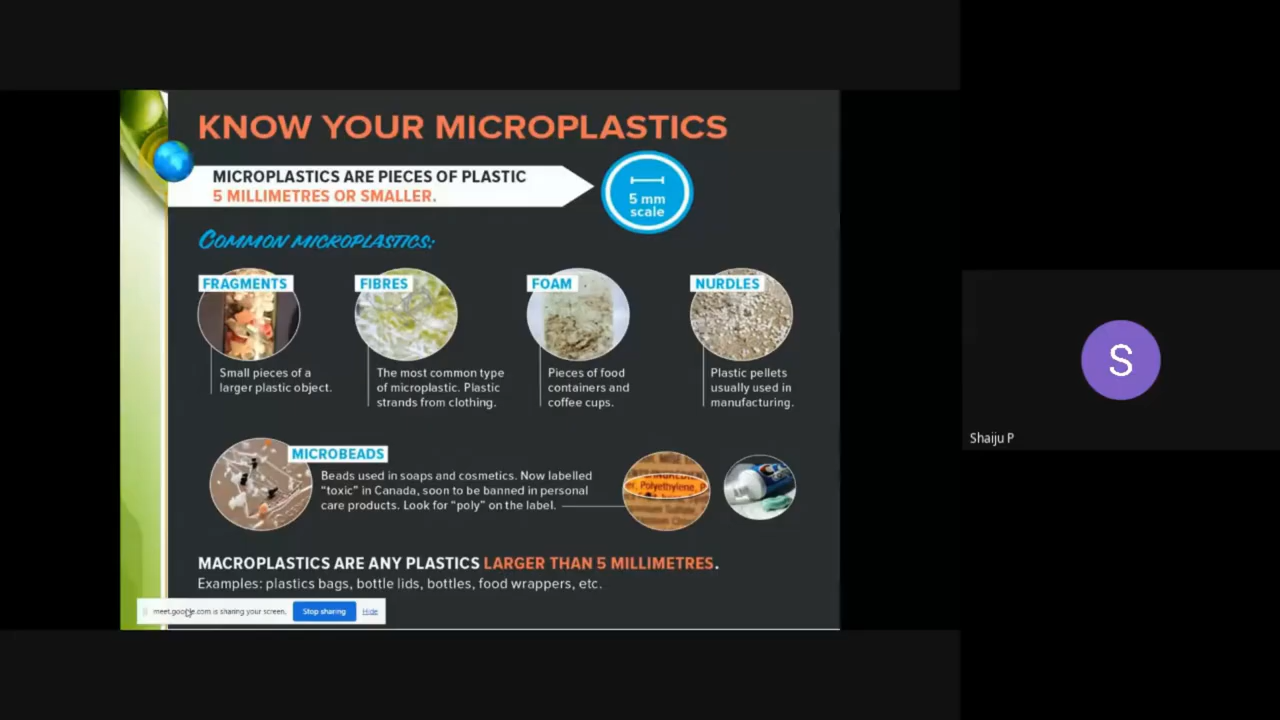 KNOW YOUR MICROPLASTICS
MICROPLASTICS ARE PIECES OF PLASTIC
5 MILLIMETRES OR SMALLER.
5 mm
scale
COMMON MICROPLASTICS:
FRAGMENTS
Small pieces of a
larger plastic object.
FIBRES
The most common type
of microplastic. Plastic
strands from clothing.
FOAM
Pieces of food
containers and
coffee cups.
NURDLES
Plastic pellets
usually used in
manufacturing.
MICROBEADS
Beads used in soaps and cosmetics. Now labelled
“toxic” in Canada, soon to be banned in personal
care products. Look for “poly” on the label.
er, Polyethylene, P
MACROPLASTICS ARE ANY PLASTICS LARGER THAN 5 MILLIMETRES.
Examples: plastics bags, bottle lids, bottles, food wrappers, etc.
meet.google.com is sharing your screen.
Stop sharing
Hide
S
Shaiju P